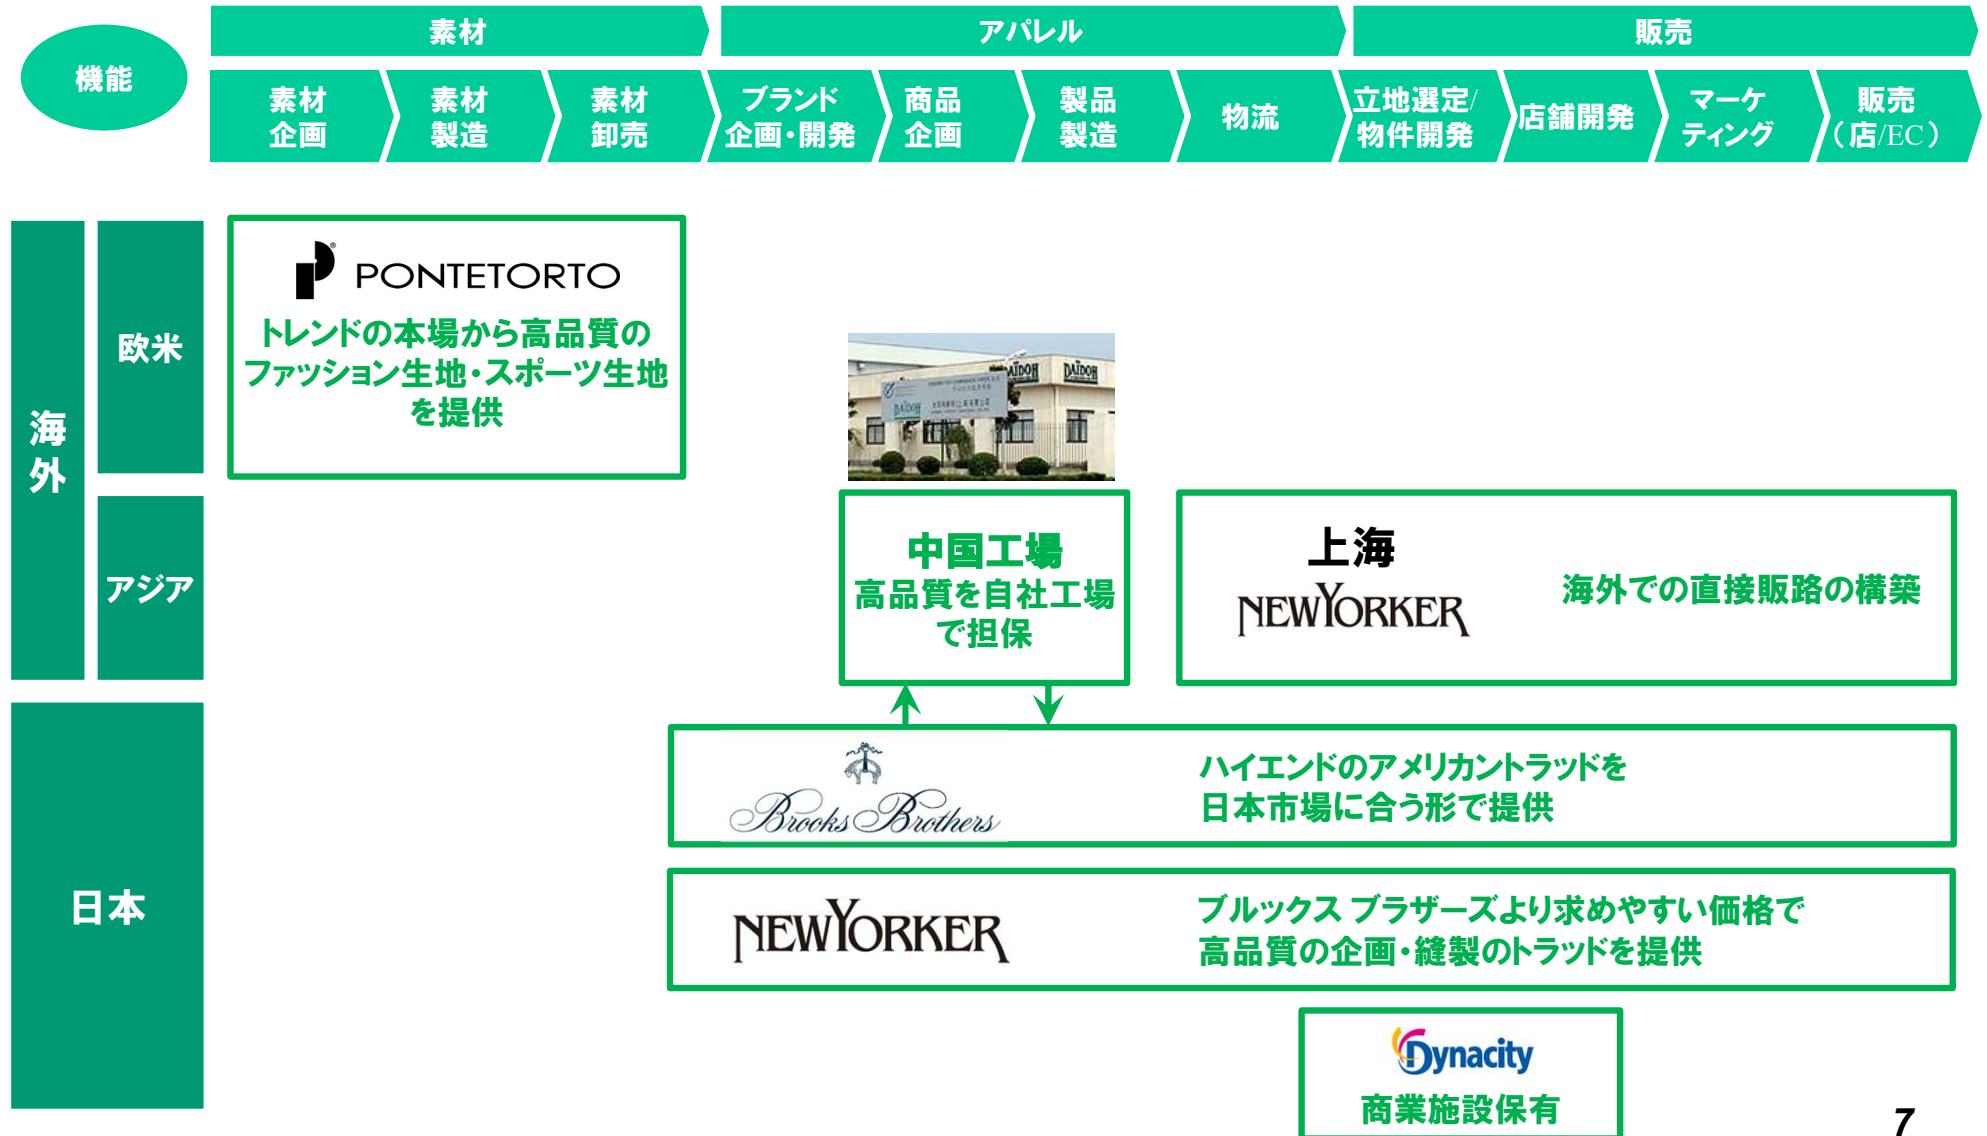 機能
素材
アパレル
販売
素材
企画
素材
製造
素材
卸売
ブランド
企画・開発
商品
企画
製品
製造
物流
立地選定/
物件開発
店舗開発
マーケ
ティング
販売
（店/EC）
海外
欧米
PONTETORTO
トレンドの本場から高品質の
ファッション生地・スポーツ生地
を提供
DAIDOH
DAIDOH
DAIDOH
アジア
中国工場
高品質を自社工場
で担保
上海
NEWYORKER
海外での直接販路の構築
日本
Brooks Brothers
ハイエンドのアメリカントラッドを
日本市場に合う形で提供
NEWYORKER
ブルックス ブラザーズより求めやすい価格で
高品質の企画・縫製のトラッドを提供
Dynacity
商業施設保有
7